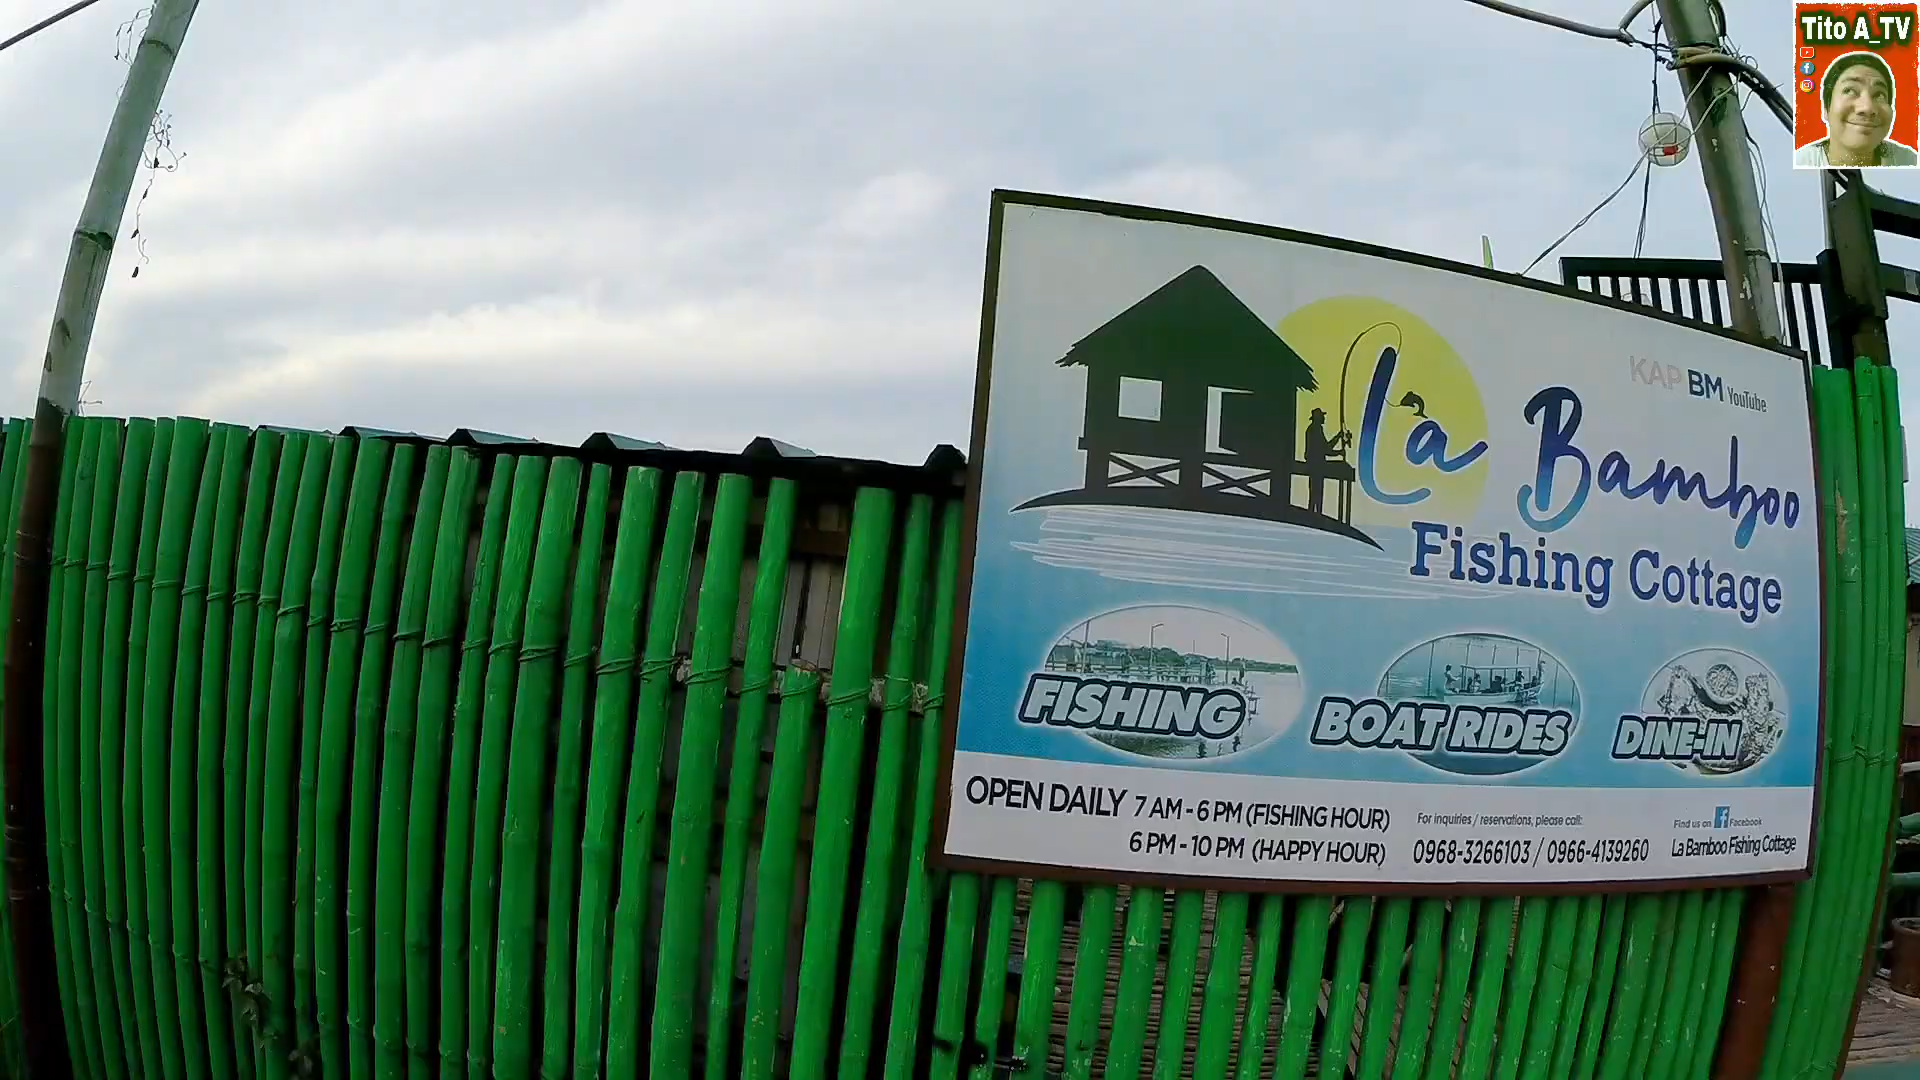 Tito A_TV
KAP BM YouTube
La Bamboo
Fishing Cottage
FISHING
BOAT RIDES
DINE-IN
OPEN DAILY 7 AM - 6 PM (FISHING HOUR)
6 PM - 10 PM (HAPPY HOUR)
For inquiries / reservations, please call:
0968-3266103 / 0966-4139260
Find us on f Facebook
La Bamboo Fishing Cottage